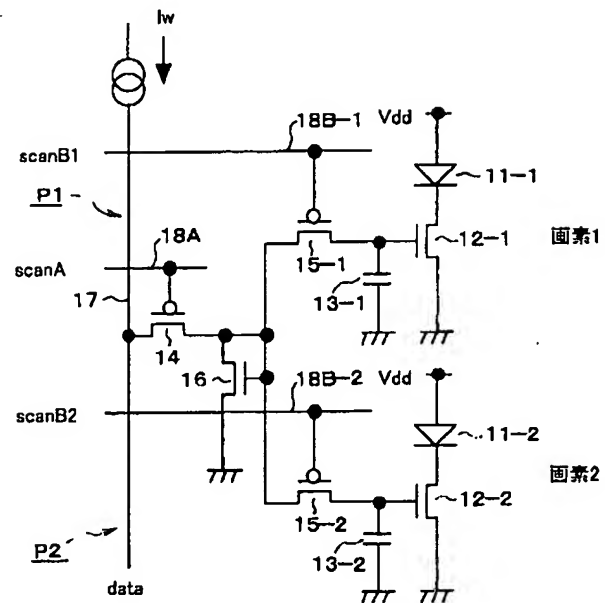 Iw
18B-1
Vdd
scanB1
11-1
P1
12-1
画素1
18A
scanA
15-1
13-1
17
14
16
18B-2
Vdd
scanB2
11-2
画素2
12-2
15-2
P2
13-2
data